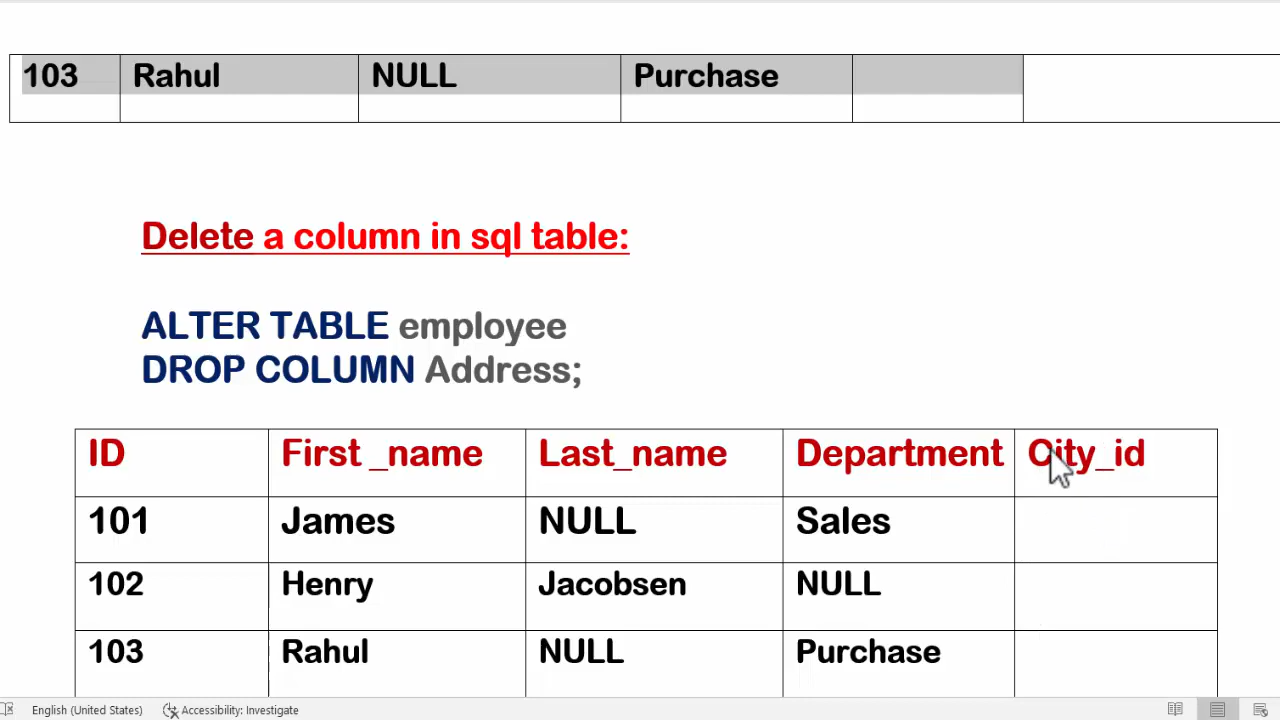 103 Rahul NULL Purchase
Delete a column in sql table:
ALTER TABLE employee
DROP COLUMN Address;
ID First _name Last_name Department City_id
101 James NULL Sales
102 Henry Jacobsen NULL
103 Rahul NULL Purchase
English (United States) Accessibility: Investigate